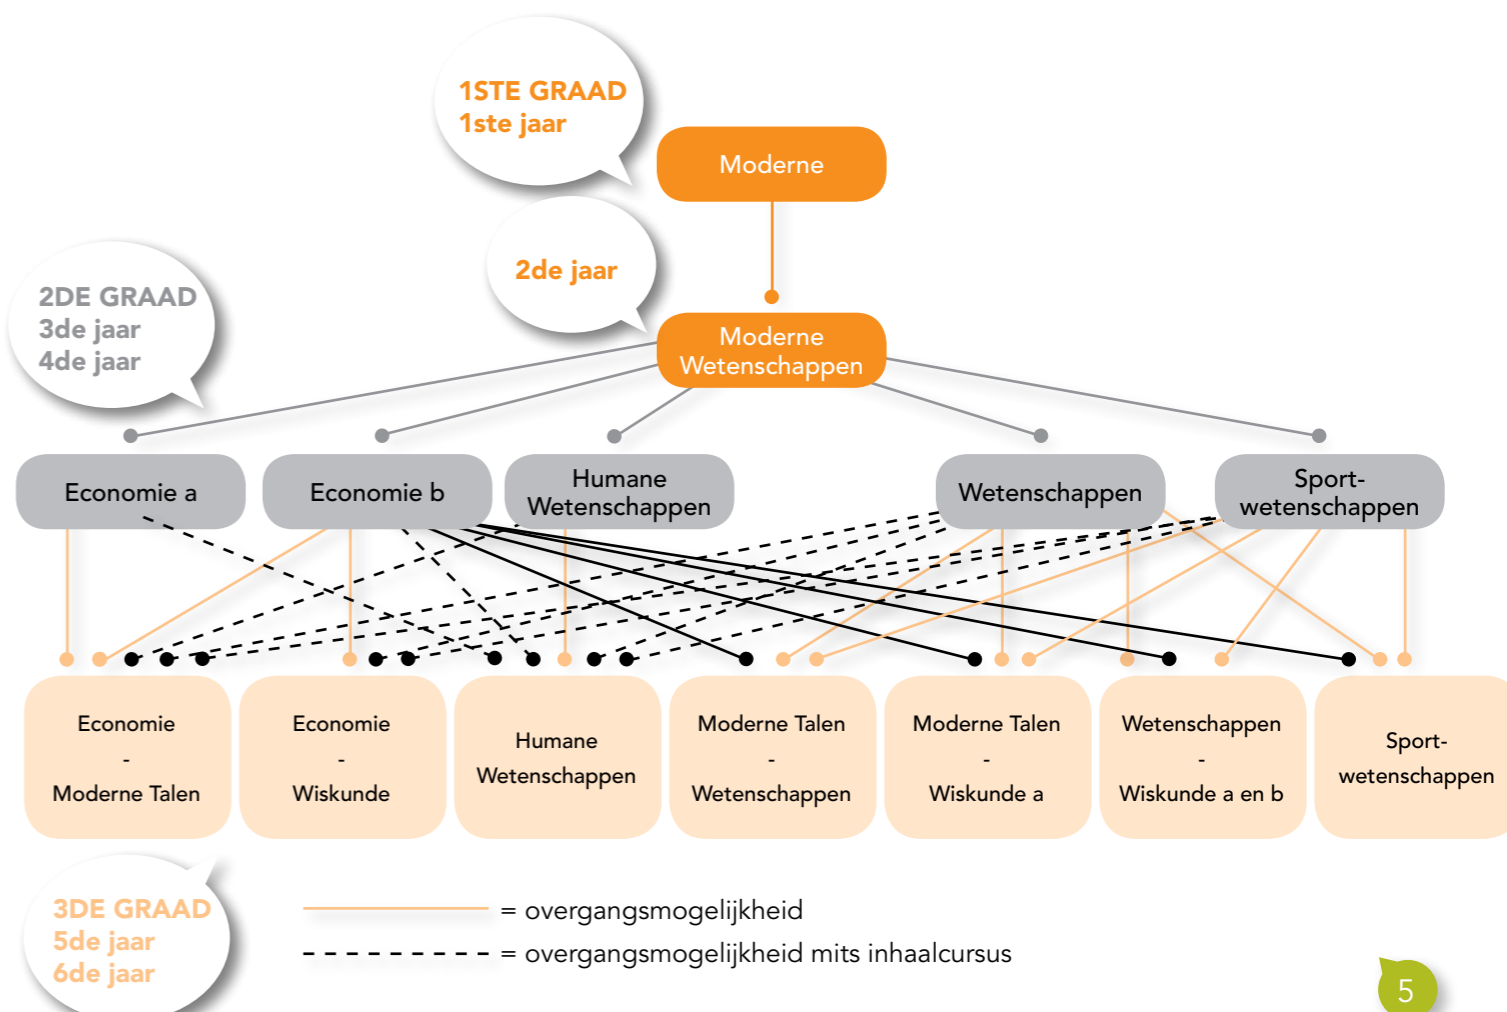 1STE GRAAD
1ste jaar
Moderne
2de jaar
Moderne
Wetenschappen
2DE GRAAD
3de jaar
4de jaar
Economie a
Economie b
Humane
Wetenschappen
Wetenschappen
Sport-
wetenschappen
Economie
-
Moderne Talen
Economie
-
Wiskunde
Humane
Wetenschappen
Moderne Talen
-
Wetenschappen
Moderne Talen
-
Wiskunde a
Wetenschappen
-
Wiskunde a en b
Sport-
wetenschappen
3DE GRAAD
5de jaar
6de jaar
= overgangsmogelijkheid
= overgangsmogelijkheid mits inhaalcursus
5